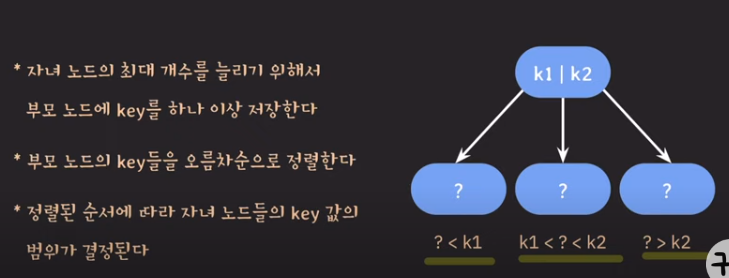 * 자녀 노드의 최대 개수를 늘리기 위해서
부모 노드에 key를 하나 이상 저장한다
* 부모 노드의 key들을 오름차순으로 정렬한다
* 정렬된 순서에 따라 자녀 노드들의 key 값의
범위가 결정된다
k1 | k2
? ? ?
? < k1 k1 < ? < k2 ? > k2